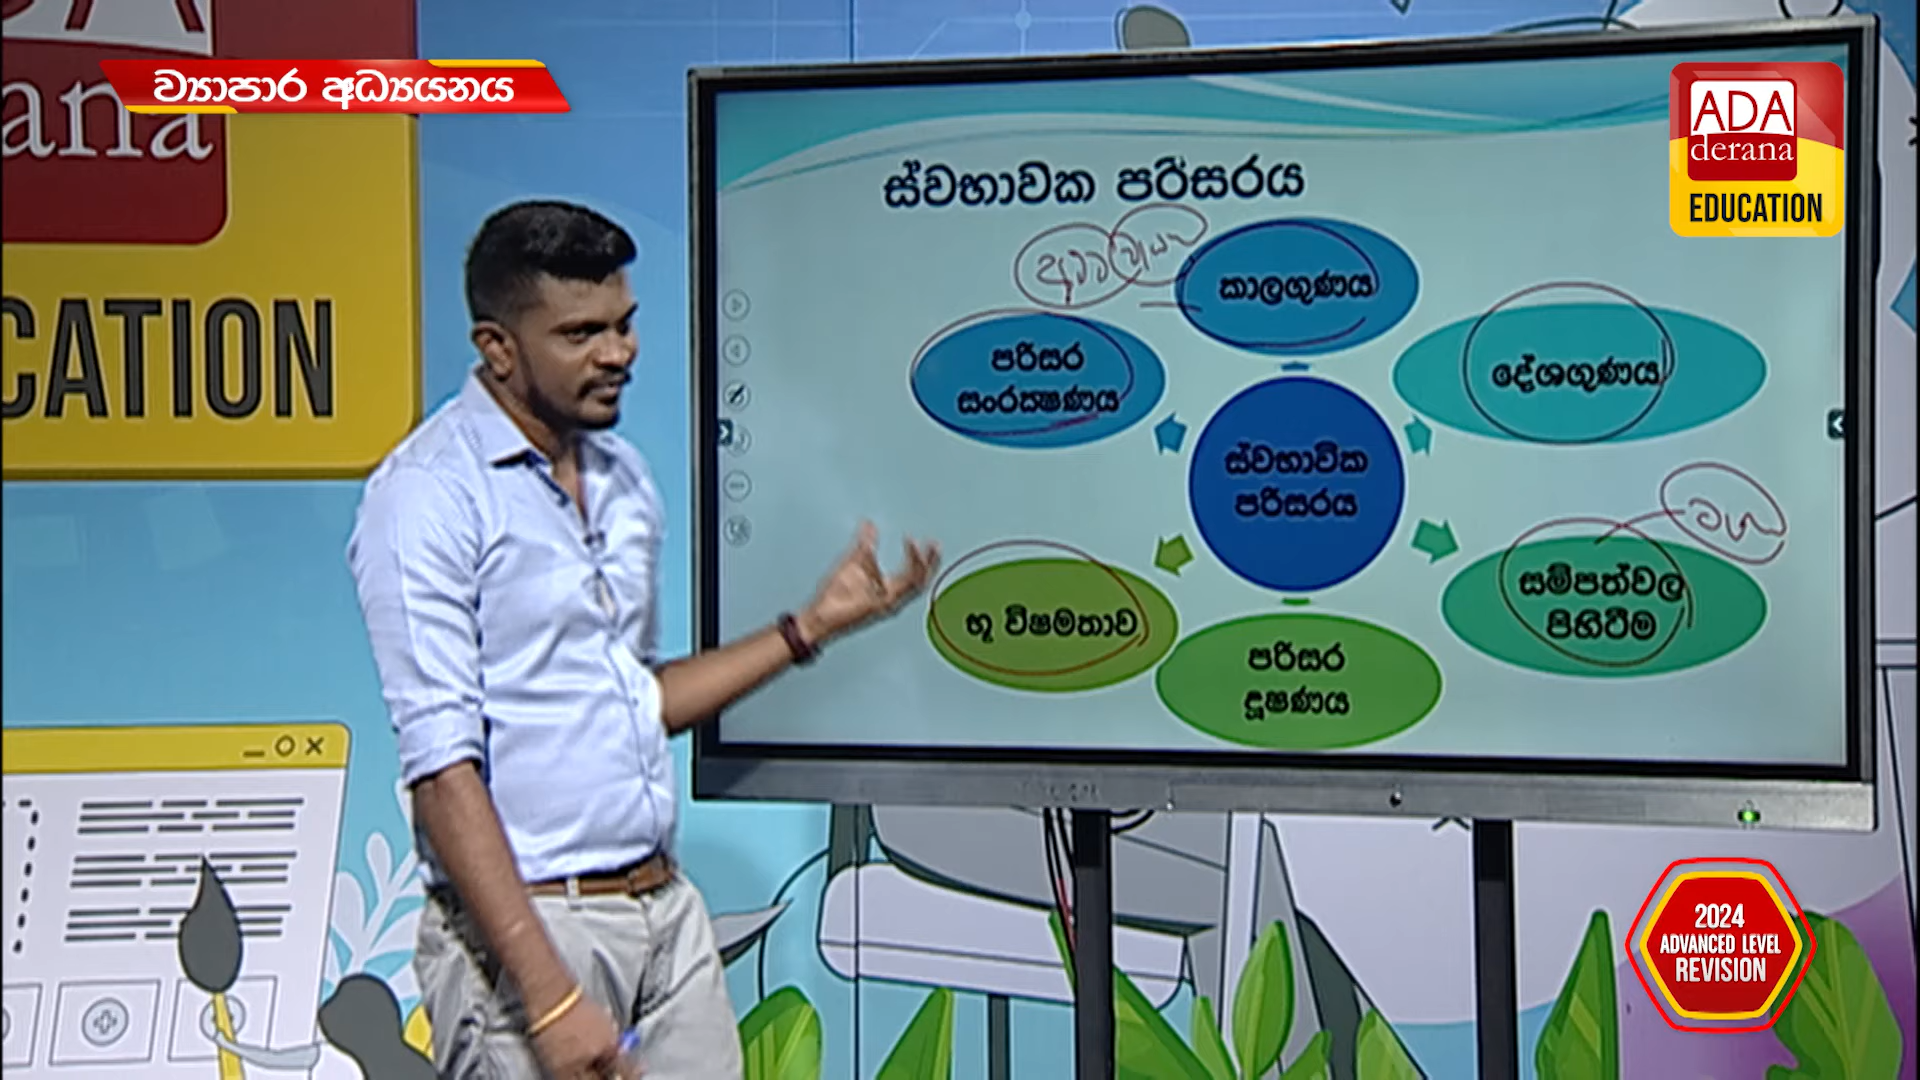 ව්‍යාපාර අධ්‍යයනය
ADA
derana
EDUCATION
ana
CATION
ස්වභාවික පරිසරය
කාලගුණය
පරිසර
සංරක්ෂණය
දේශගුණය
ස්වභාවික
පරිසරය
සම්පත්වල
පිහිටීම
භූ විෂමතාව
පරිසර
දූෂණය
2024
ADVANCED LEVEL
REVISION